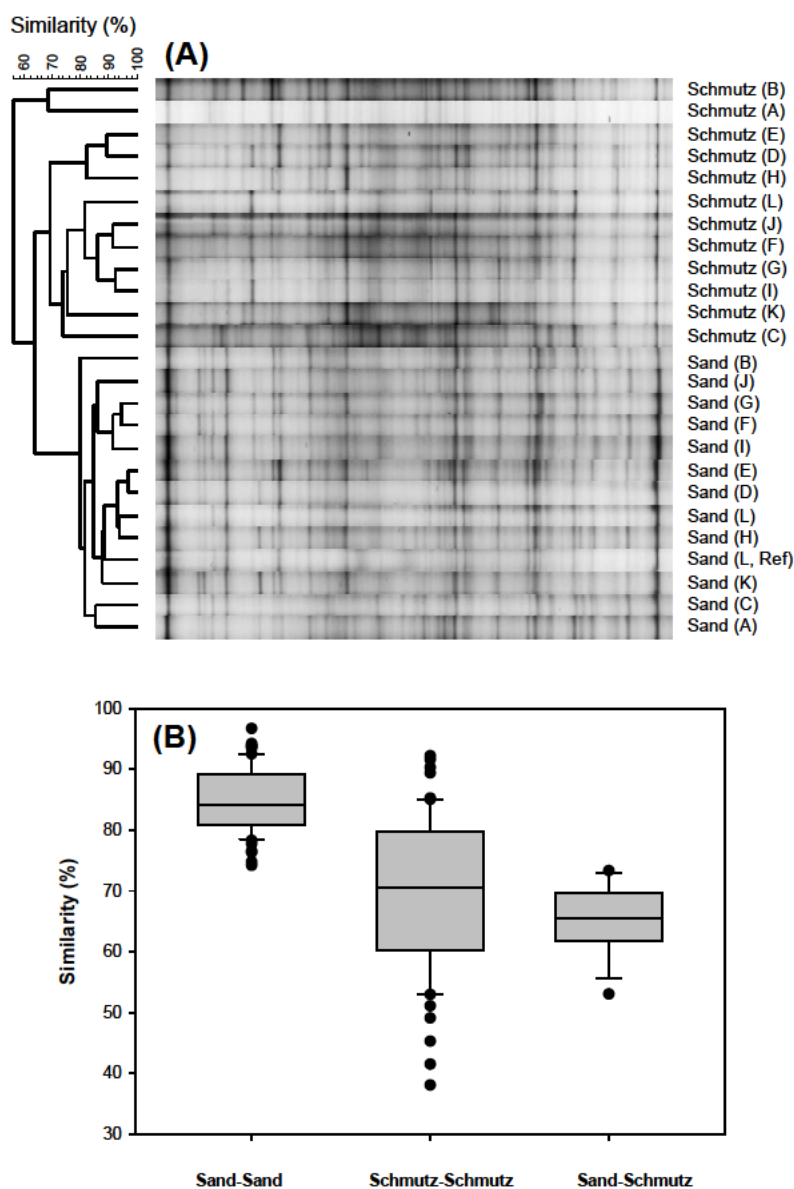 Similarity (%)
60 70 80 90 100
(A)
Schmutz (B)
Schmutz (A)
Schmutz (E)
Schmutz (D)
Schmutz (H)
Schmutz (L)
Schmutz (J)
Schmutz (F)
Schmutz (G)
Schmutz (I)
Schmutz (K)
Schmutz (C)
Sand (B)
Sand (J)
Sand (G)
Sand (F)
Sand (I)
Sand (E)
Sand (D)
Sand (L)
Sand (H)
Sand (L, Ref)
Sand (K)
Sand (C)
Sand (A)
(B)
Similarity (%)
100
90
80
70
60
50
40
30
Sand-Sand Schmutz-Schmutz Sand-Schmutz